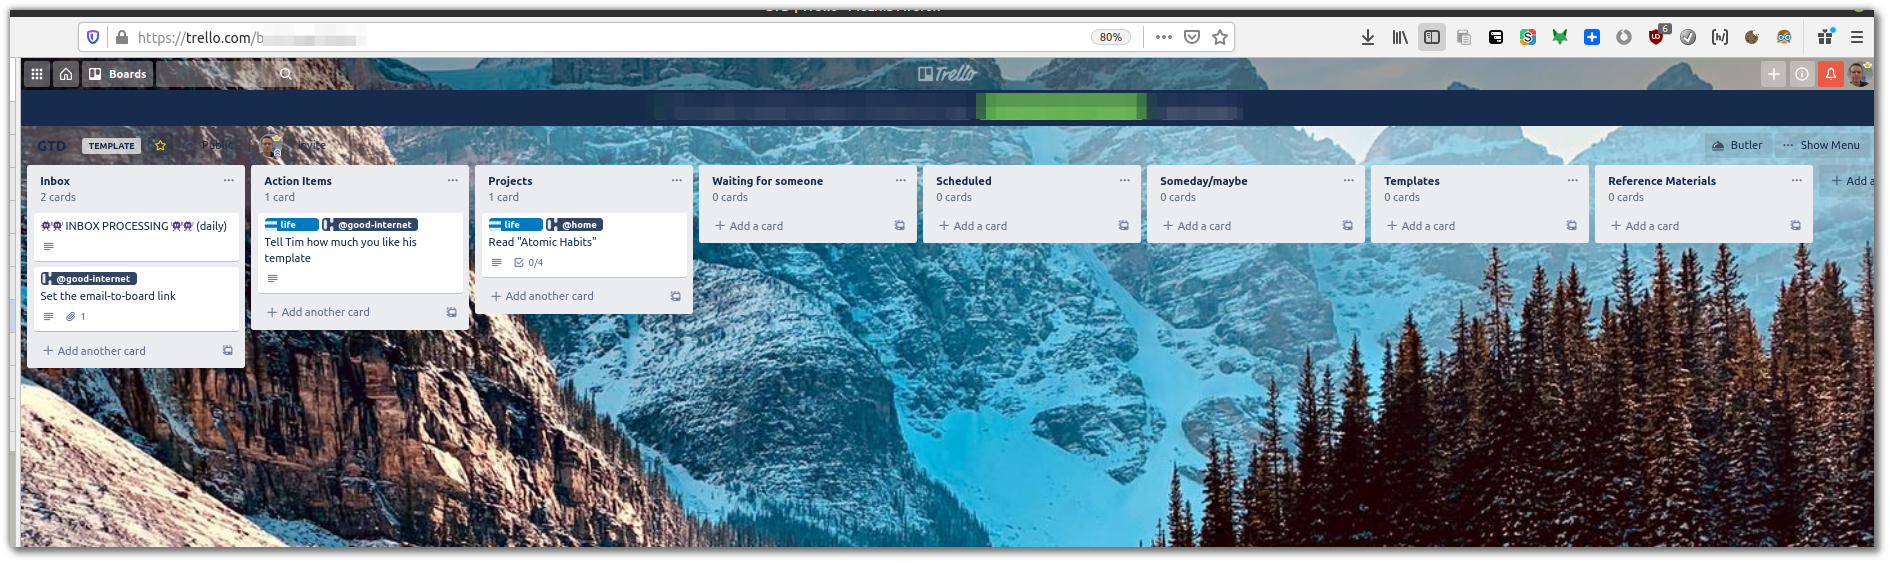 https://trello.com/b
80%
6
Boards
Trello
GTD
TEMPLATE
Public
Invite
Butler
··· Show Menu
Inbox
2 cards
INBOX PROCESSING (daily)
@good-internet
Set the email-to-board link
1
+ Add another card
Action Items
1 card
life @good-internet
Tell Tim how much you like his
template
+ Add another card
Projects
1 card
life @home
Read "Atomic Habits"
0/4
+ Add another card
Waiting for someone
0 cards
+ Add a card
Scheduled
0 cards
+ Add a card
Someday/maybe
0 cards
+ Add a card
Templates
0 cards
+ Add a card
Reference Materials
0 cards
+ Add a card
+ Add a